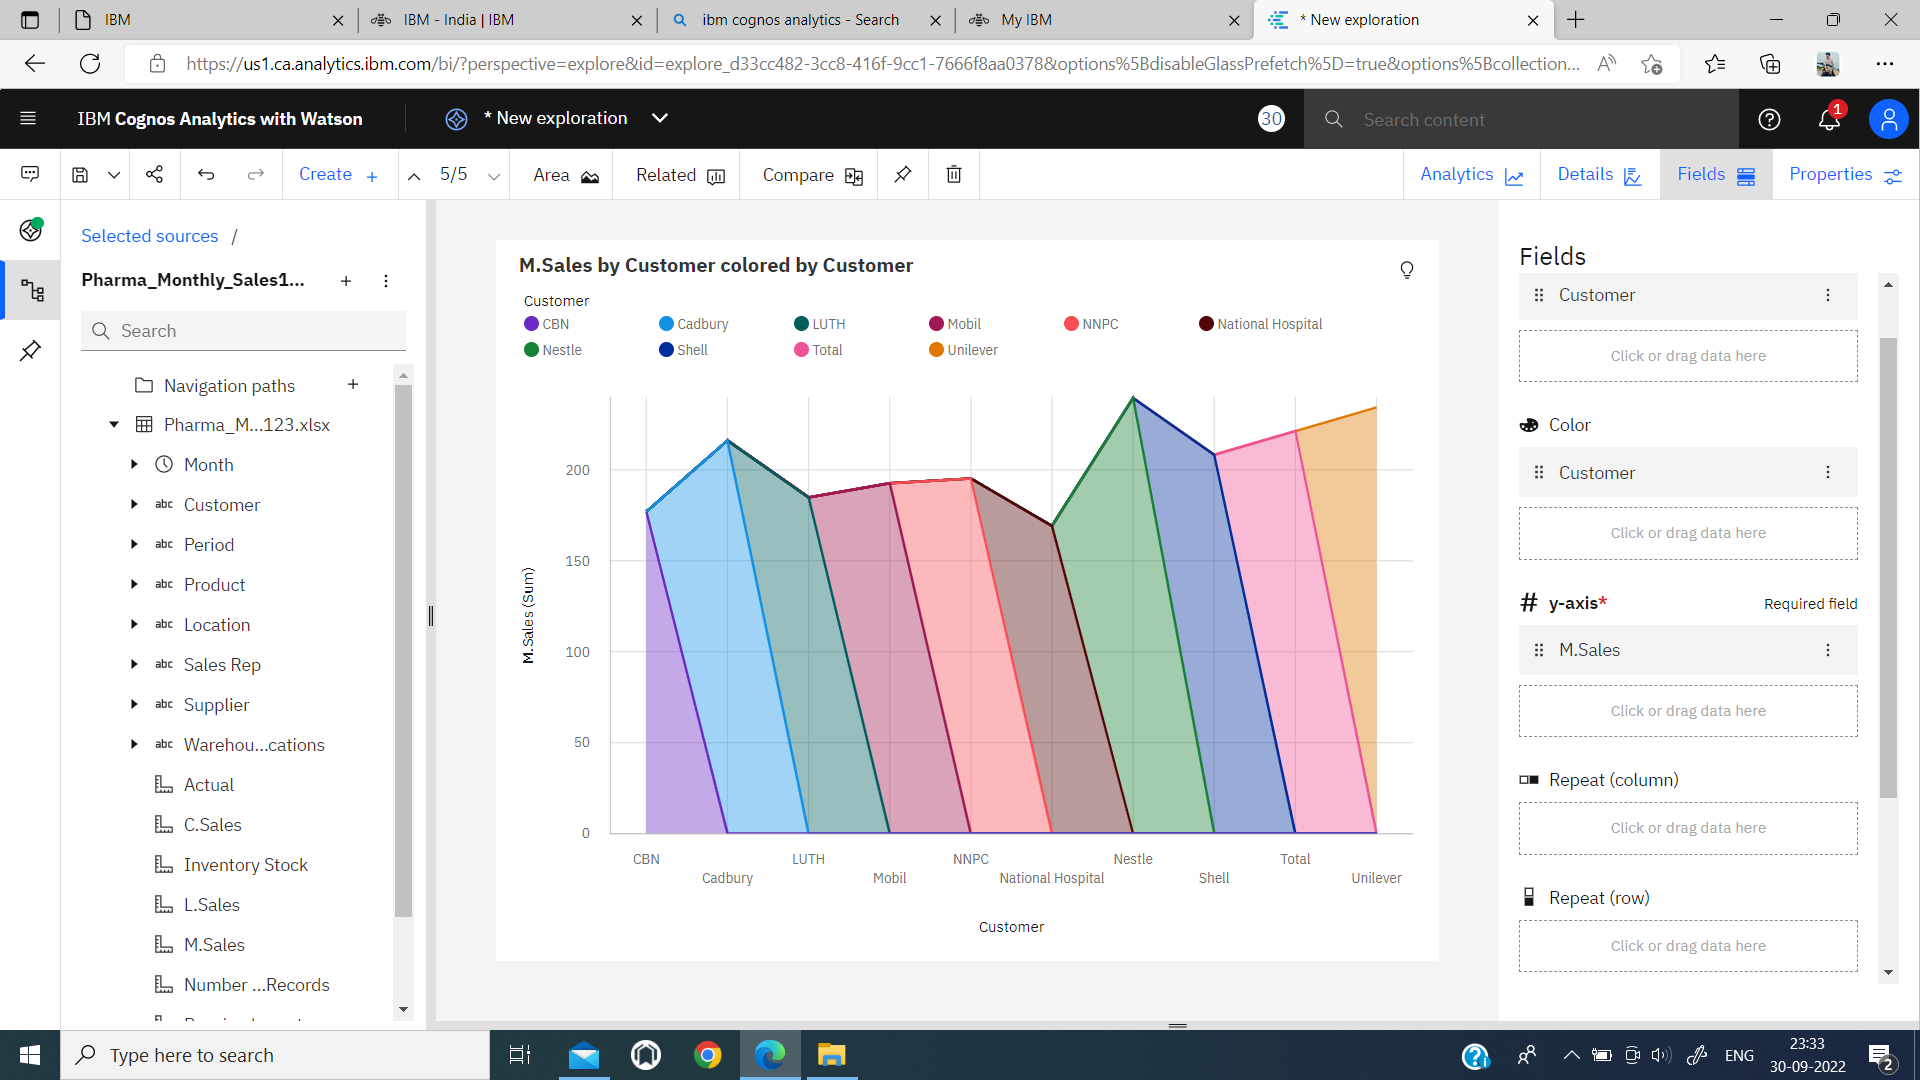 IBM
IBM - India | IBM
ibm cognos analytics - Search
My IBM
* New exploration
https://us1.ca.analytics.ibm.com/bi/?perspective=explore&id=explore_d33cc482-3cc8-416f-9cc1-7666f8aa0378&options%5BdisableGlassPrefetch%5D=true&options%5Bcollection...
IBM Cognos Analytics with Watson
* New exploration
30
Search content
1
Create +
5/5
Area
Related
Compare
Analytics
Details
Fields
Properties
Selected sources /
Pharma_Monthly_Sales1...
Search
Navigation paths
Pharma_M...123.xlsx
Month
abc Customer
abc Period
abc Product
abc Location
abc Sales Rep
abc Supplier
abc Warehou...cations
Actual
C.Sales
Inventory Stock
L.Sales
M.Sales
Number ...Records
M.Sales by Customer colored by Customer
Customer
CBN
Cadbury
LUTH
Mobil
NNPC
National Hospital
Nestle
Shell
Total
Unilever
M.Sales (Sum)
200
150
100
50
0
CBN
Cadbury
LUTH
Mobil
NNPC
National Hospital
Nestle
Shell
Total
Unilever
Customer
Fields
Customer
Click or drag data here
Color
Customer
Click or drag data here
# y-axis* Required field
M.Sales
Click or drag data here
Repeat (column)
Click or drag data here
Repeat (row)
Click or drag data here
Type here to search
ENG
23:33
30-09-2022
2